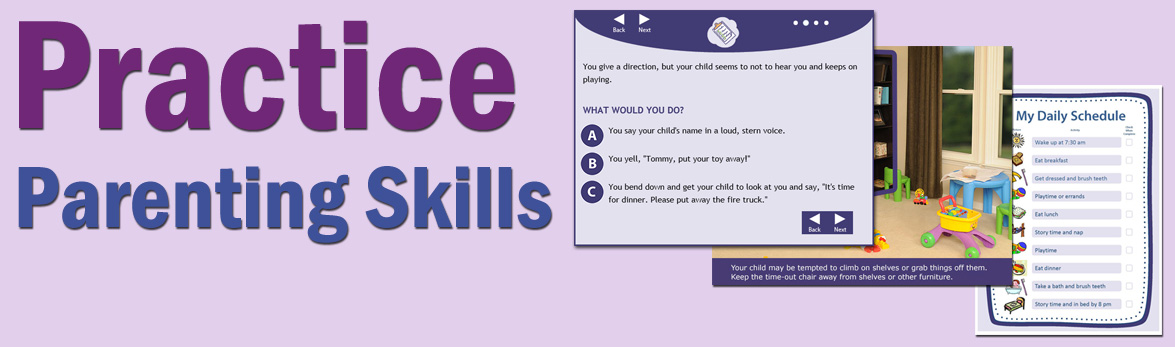 Practice
Parenting Skills
Back
Next
You give a direction, but your child seems to not to hear you and keeps on
playing.
WHAT WOULD YOU DO?
A
You say your child's name in a loud, stern voice.
B
You yell, "Tommy, put your toy away!"
C
You bend down and get your child to look at you and say, "It's time
for dinner. Please put away the fire truck."
Back
Next
Your child may be tempted to climb on shelves or grab things off them.
Keep the time-out chair away from shelves or other furniture.
My Daily Schedule
Activity
Check
When
Complete
Wake up at 7:30 am
Eat breakfast
Get dressed and brush teeth
Playtime or errands
Eat lunch
Story time and nap
Playtime
Eat dinner
Take a bath and brush teeth
Story time and in bed by 8 pm